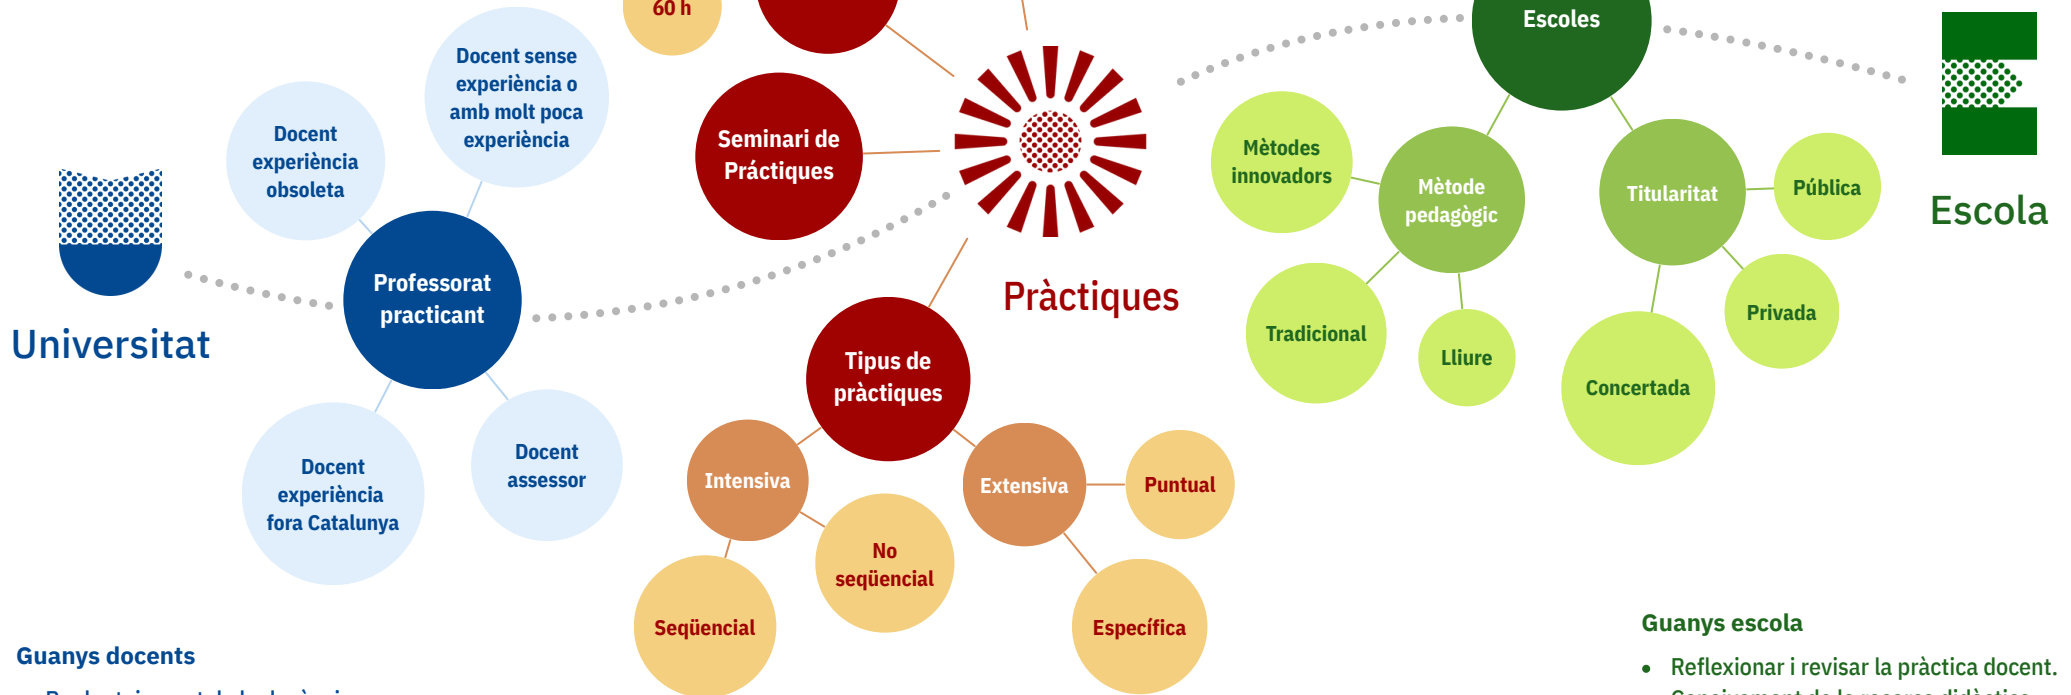 60 h
Docent sense
experiència o
amb molt poca
experiència
Docent
experiència
obsoleta
Professorat
practicant
Universitat
Docent
experiència
fora Catalunya
Docent
assessor
Seminari de
Práctiques
Pràctiques
Tipus de
pràctiques
Intensiva
Extensiva
Puntual
No
seqüencial
Seqüencial
Específica
Escoles
Mètodes
innovadors
Mètode
pedagògic
Titularitat
Pública
Escola
Tradicional
Lliure
Privada
Concertada
Guanys docents
Guanys escola
• Reflexionar i revisar la pràctica docent.